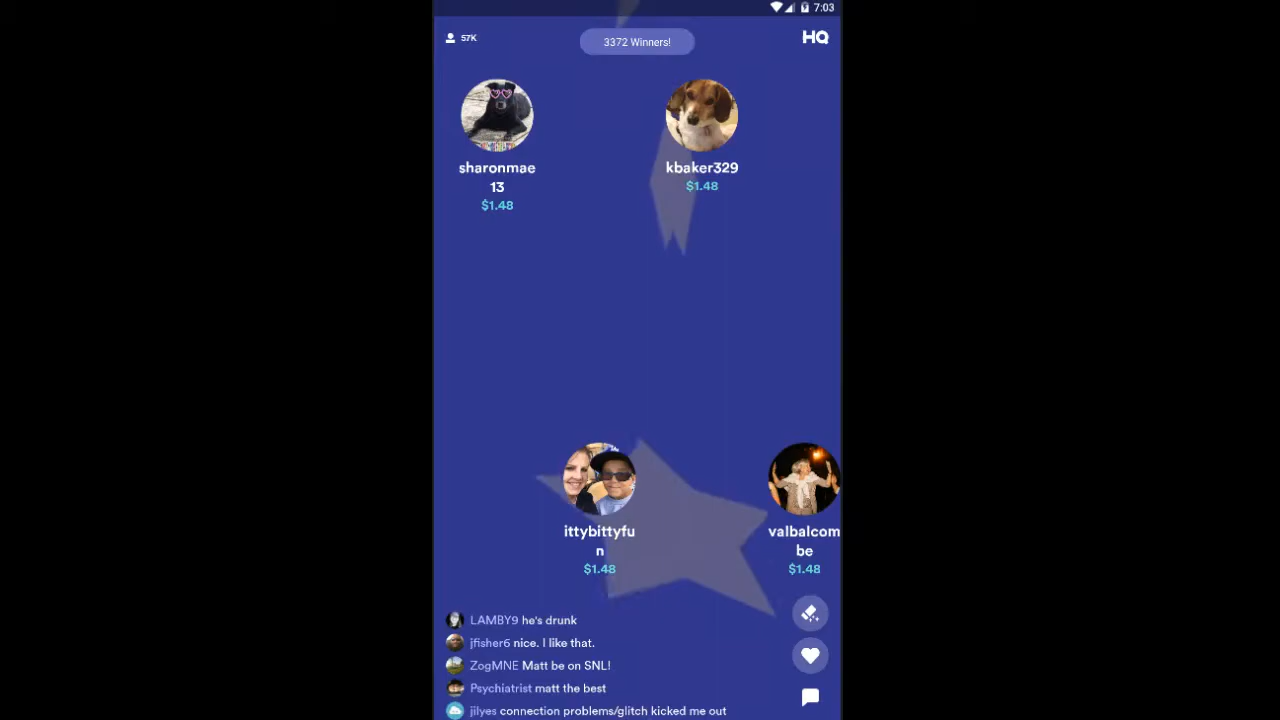 7:03
57K
3372 Winners!
HQ
sharonmae
13
$1.48
kbaker329
$1.48
ittybittyfu
n
$1.48
valbalcom
be
$1.48
LAMBY9 he's drunk
jfisher6 nice. I like that.
ZogMNE Matt be on SNL!
Psychiatrist matt the best
jilyes connection problems/glitch kicked me out